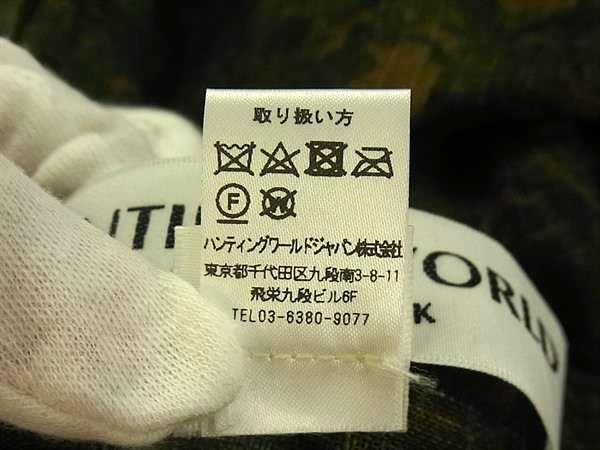 取り扱い方
F W
ハンティングワールドジャパン株式会社
東京都千代田区九段南3-8-11
飛栄九段ビル6F
TEL03-6380-9077
NTI
WORLD
K